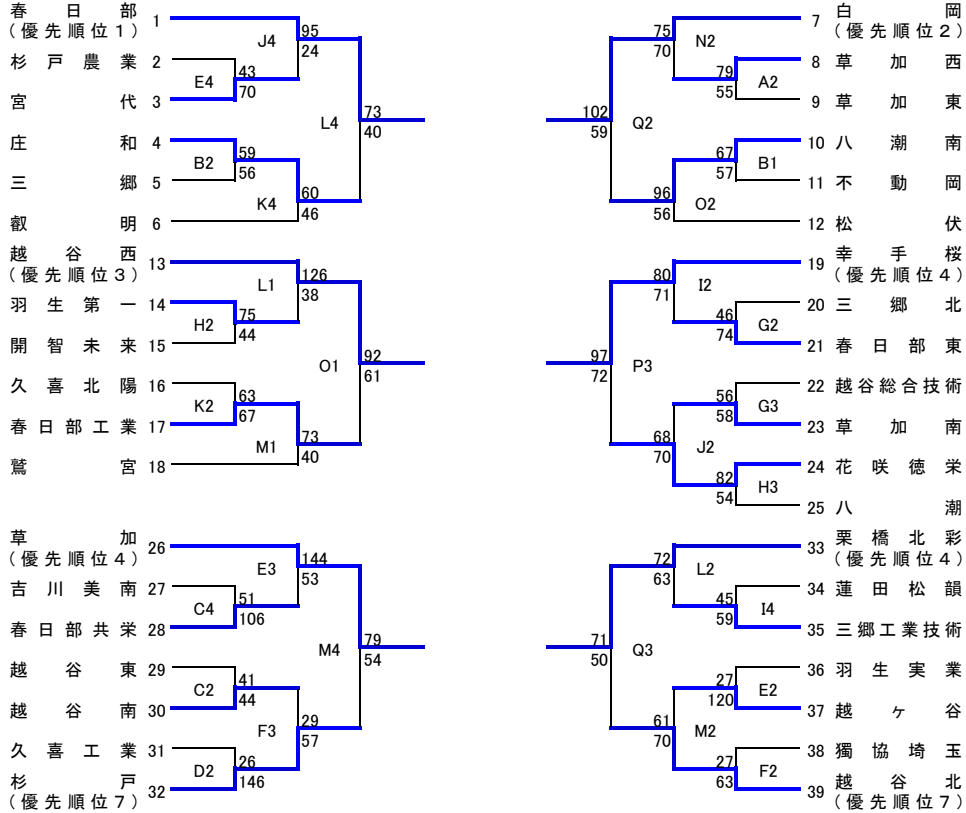 春日部
(優先順位1) 1
杉戸農業 2
宮代 3
庄和 4
三郷 5
叡明 6
J4
95
24
E4
43
70
L4
73
40
B2
59
56
K4
60
46
越谷西
(優先順位3) 13
羽生第一 14
開智未来 15
久喜北陽 16
春日部工業 17
鷲宮 18
L1
126
38
H2
75
44
O1
92
61
K2
63
67
M1
73
40
草加
(優先順位4) 26
吉川美南 27
春日部共栄 28
越谷東 29
越谷南 30
久喜工業 31
杉戸
(優先順位7) 32
E3
144
53
C4
51
106
M4
79
54
C2
41
44
F3
29
57
D2
26
146
7 白岡
(優先順位2)
8 草加西
9 草加東
10 八潮南
11 不動岡
12 松伏
75
70
N2
79
55
A2
102
59
Q2
67
57
B1
96
56
O2
19 幸手桜
(優先順位4)
20 三郷北
21 春日部東
22 越谷総合技術
23 草加南
24 花咲徳栄
25 八潮
80
71
I2
46
74
G2
97
72
P3
56
58
G3
68
70
J2
82
54
H3
33 栗橋北彩
(優先順位4)
34 蓮田松韻
35 三郷工業技術
36 羽生実業
37 越ヶ谷
38 獨協埼玉
39 越谷北
(優先順位7)
72
63
L2
45
59
I4
71
50
Q3
27
120
E2
61
70
M2
27
63
F2